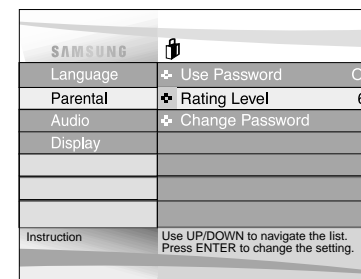 SAMSUNG
Language
Parental
Audio
Display
Use Password
Rating Level 6
Change Password
Instruction
Use UP/DOWN to navigate the list.
Press ENTER to change the setting.